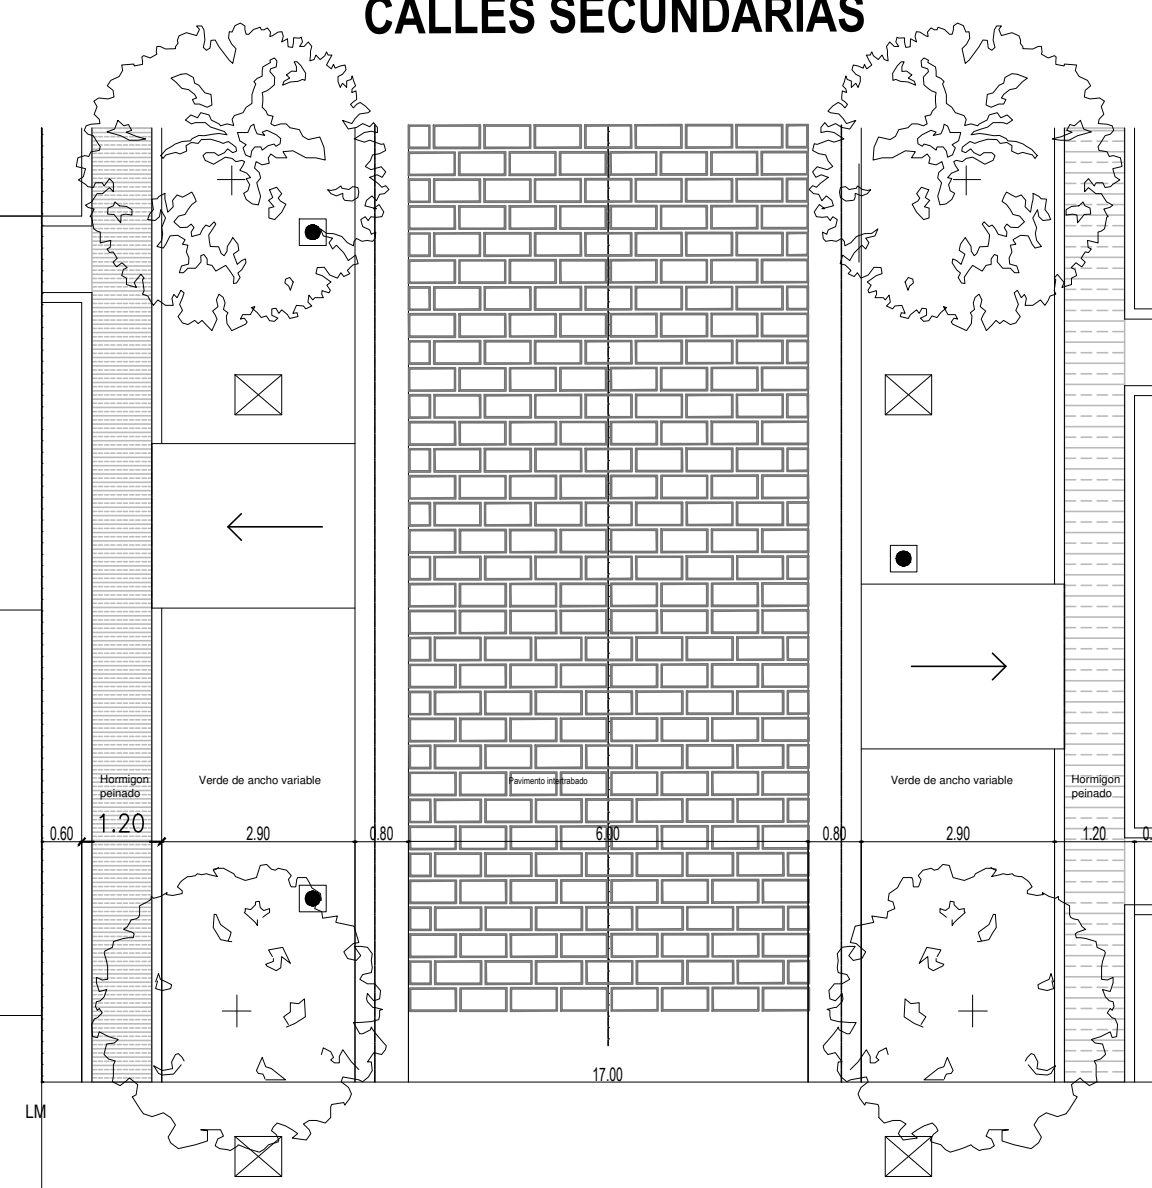 CALLES SECUNDARIAS
Hormigon
peinado
Verde de ancho variable
Pavimento intertrabado
Verde de ancho variable
Hormigon
peinado
0.60
1.20
2.90
0.80
6.00
0.80
2.90
1.20
17.00
LM